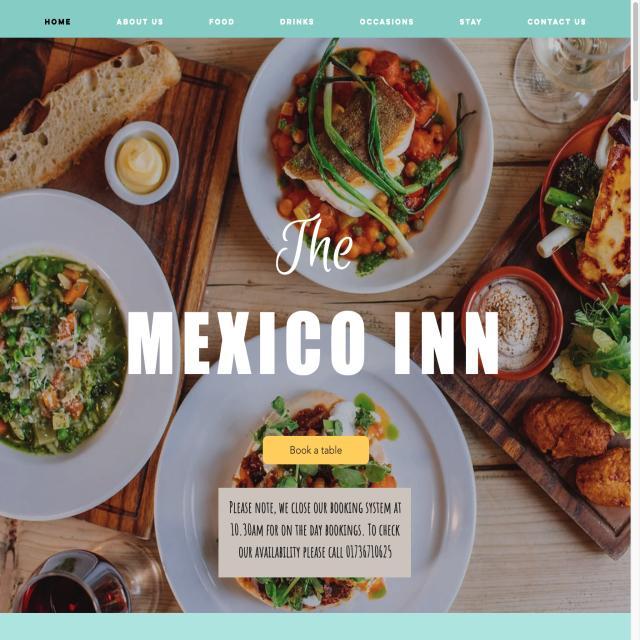 HOME ABOUT US FOOD DRINKS OCCASIONS STAY CONTACT US
The
MEXICO INN
Book a table
Please note, we close our booking system at
10.30am for on the day bookings. To check
our availability please call 01736710625